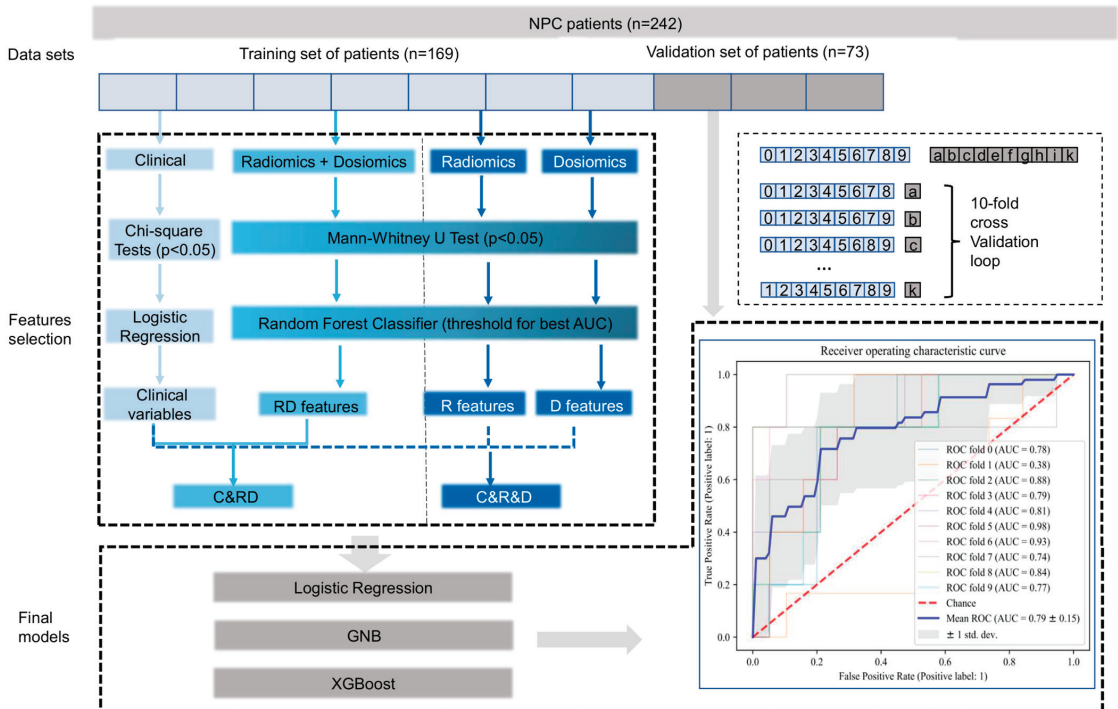 NPC patients (n=242)
Data sets
Training set of patients (n=169)
Validation set of patients (n=73)
Clinical
Radiomics + Dosiomics
Radiomics
Dosiomics
Chi-square
Tests (p<0.05)
Mann-Whitney U Test (p<0.05)
Features
selection
Logistic
Regression
Random Forest Classifier (threshold for best AUC)
Clinical
variables
RD features
R features
D features
C&RD
C&R&D
0 1 2 3 4 5 6 7 8 9
a b c d e f g h i k
0 1 2 3 4 5 6 7 8
a
0 1 2 3 4 5 6 7 9
b
0 1 2 3 4 5 6 8 9
c
...
1 2 3 4 5 6 7 8 9
k
10-fold
cross
Validation
loop
Final
models
Logistic Regression
GNB
XGBoost
Receiver operating characteristic curve
True Positive Rate (Positive label: 1)
1.0
0.8
0.6
0.4
0.2
0.0
ROC fold 0 (AUC = 0.78)
ROC fold 1 (AUC = 0.38)
ROC fold 2 (AUC = 0.88)
ROC fold 3 (AUC = 0.79)
ROC fold 4 (AUC = 0.81)
ROC fold 5 (AUC = 0.98)
ROC fold 6 (AUC = 0.93)
ROC fold 7 (AUC = 0.74)
ROC fold 8 (AUC = 0.84)
ROC fold 9 (AUC = 0.77)
Chance
Mean ROC (AUC = 0.79 ± 0.15)
± 1 std. dev.
0.0 0.2 0.4 0.6 0.8 1.0
False Positive Rate (Positive label: 1)